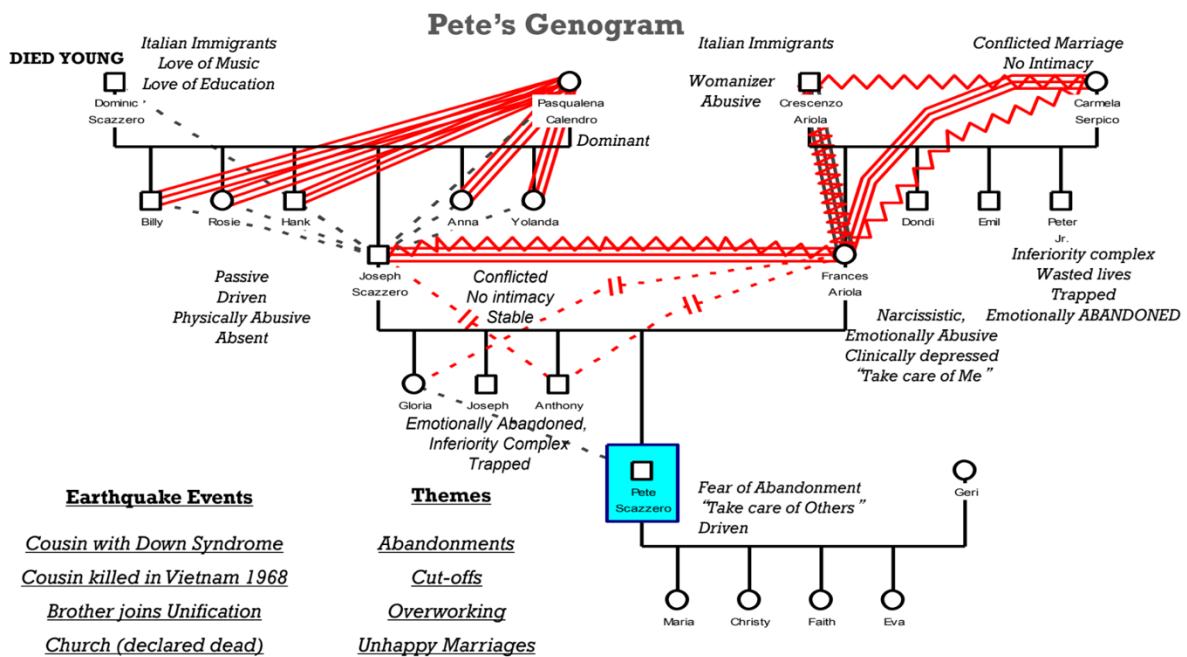 Pete's Genogram
DIED YOUNG
Italian Immigrants
Love of Music
Love of Education
Italian Immigrants
Conflicted Marriage
No Intimacy
Womanizer
Abusive
Dominic
Scazzero
Pasqualena
Calendro
Dominant
Crescenzo
Ariola
Carmela
Serpico
Billy
Rosie
Hank
Anna
Yolanda
Dondi
Emil
Peter
Jr.
Inferiority complex
Wasted lives
Trapped
Emotionally ABANDONED
Joseph
Scazzero
Frances
Ariola
Passive
Driven
Physically Abusive
Absent
Conflicted
No intimacy
Stable
Narcissistic,
Emotionally Abusive
Clinically depressed
“Take care of Me”
Gloria
Joseph
Anthony
Emotionally Abandoned,
Inferiority Complex
Trapped
Pete
Scazzero
Fear of Abandonment
“Take care of Others”
Driven
Geri
Maria
Christy
Faith
Eva
Earthquake Events
Cousin with Down Syndrome
Cousin killed in Vietnam 1968
Brother joins Unification
Church (declared dead)
Themes
Abandonments
Cut-offs
Overworking
Unhappy Marriages